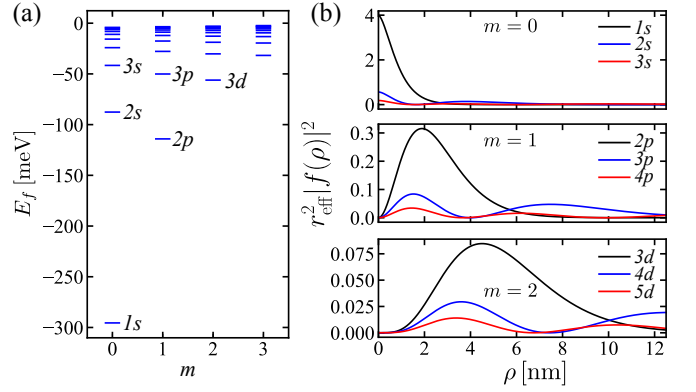 (a)
0
−50
−100
−150
−200
−250
−300
E_f [meV]
3s
3p
3d
2s
2p
1s
0 1 2 3
m
(b)
4
2
0
m = 0
1s
2s
3s
0.3
0.2
0.1
0.0
m = 1
2p
3p
4p
r²_eff|f(ρ)|²
0.075
0.050
0.025
0.000
m = 2
3d
4d
5d
0 2 4 6 8 10 12
ρ [nm]